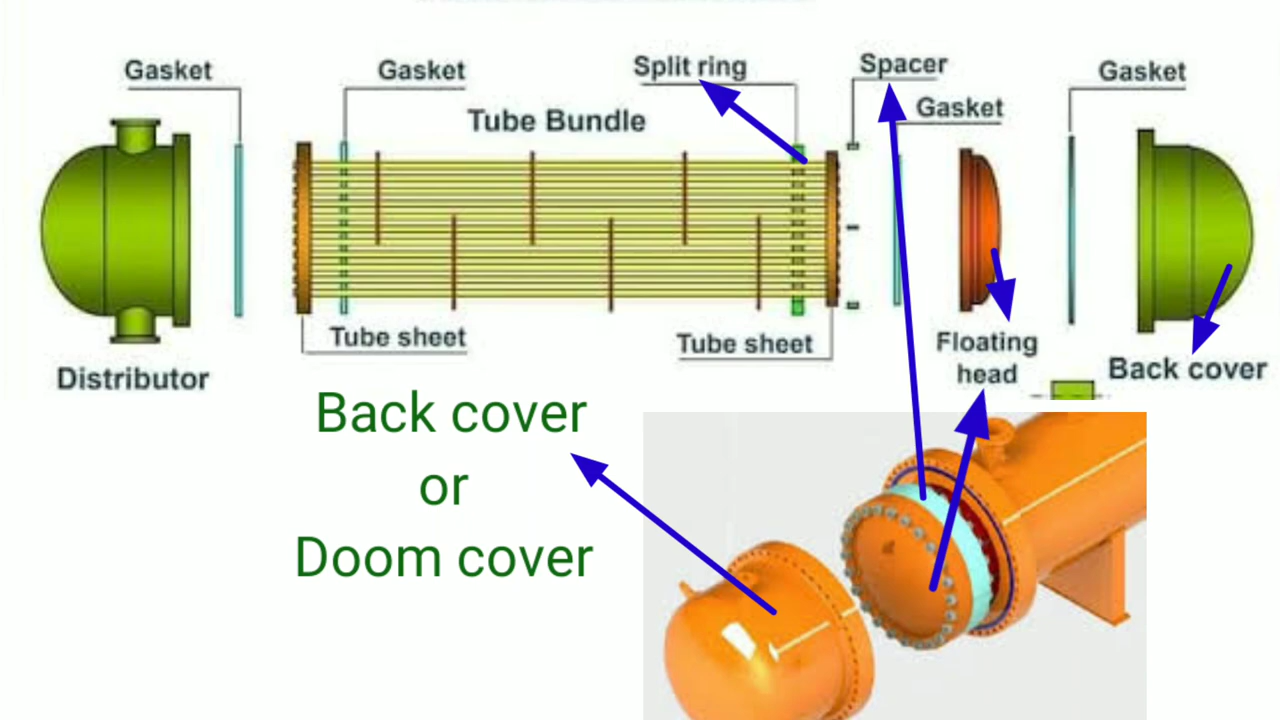 Gasket
Gasket
Split ring
Spacer
Gasket
Gasket
Tube Bundle
Tube sheet
Tube sheet
Floating
head
Distributor
Back cover
Back cover
or
Doom cover